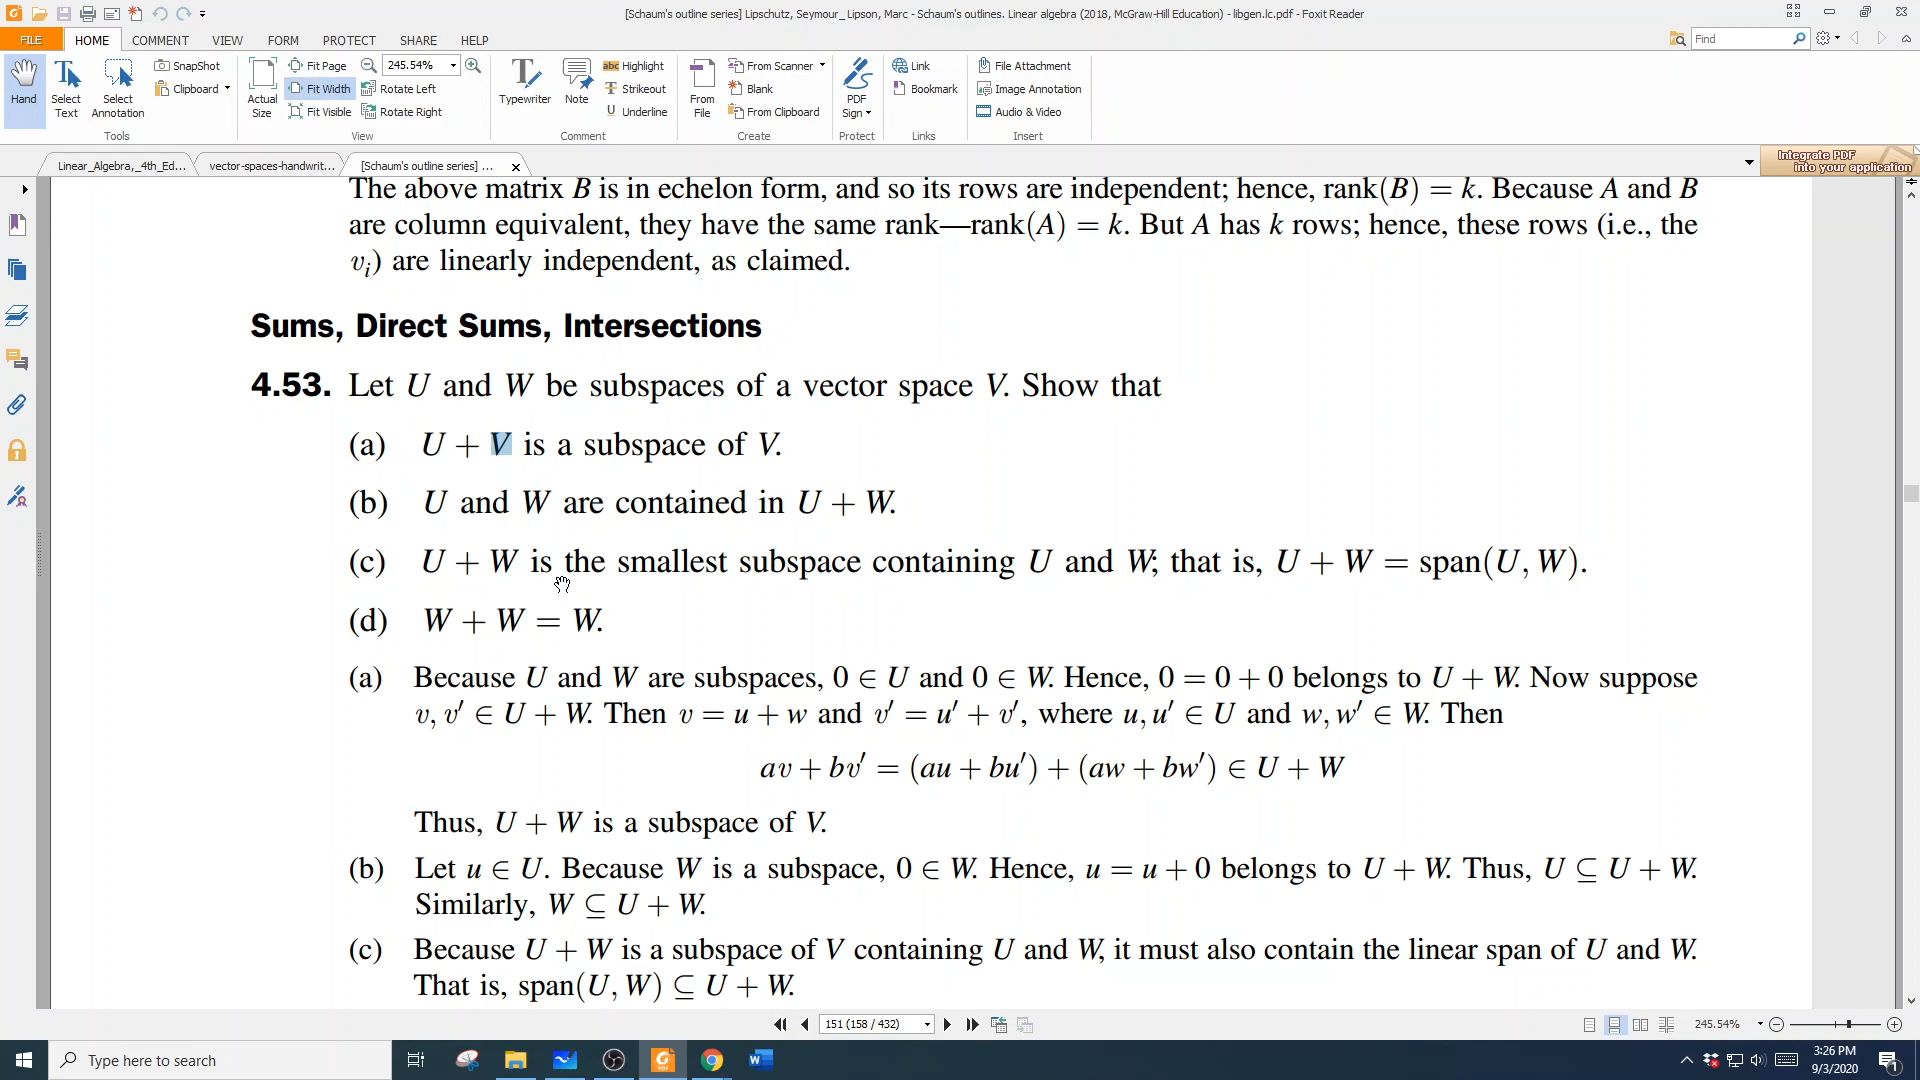 [Schaum's outline series] Lipschutz, Seymour_ Lipson, Marc - Schaum's outlines. Linear algebra (2018, McGraw-Hill Education) - libgen.lc.pdf - Foxit Reader
FILE HOME COMMENT VIEW FORM PROTECT SHARE HELP
Find
Hand
Select Text
Select Annotation
SnapShot
Clipboard
Tools
Actual Size
Fit Page
Fit Width
Fit Visible
245.54%
Rotate Left
Rotate Right
View
Typewriter
Note
Highlight
Strikeout
Underline
Comment
From File
From Scanner
Blank
From Clipboard
Create
PDF Sign
Protect
Link
Bookmark
Links
File Attachment
Image Annotation
Audio & Video
Insert
Linear_Algebra,_4th_Ed... vector-spaces-handwrit... [Schaum's outline series] ...
Integrate PDF
into your application
The above matrix B is in echelon form, and so its rows are independent; hence, rank(B) = k. Because A and B
are column equivalent, they have the same rank—rank(A) = k. But A has k rows; hence, these rows (i.e., the
vᵢ) are linearly independent, as claimed.
Sums, Direct Sums, Intersections
4.53. Let U and W be subspaces of a vector space V. Show that
(a) U + V is a subspace of V.
(b) U and W are contained in U + W.
(c) U + W is the smallest subspace containing U and W; that is, U + W = span(U, W).
(d) W + W = W.
(a) Because U and W are subspaces, 0 ∈ U and 0 ∈ W. Hence, 0 = 0 + 0 belongs to U + W. Now suppose
v, v′ ∈ U + W. Then v = u + w and v′ = u′ + v′, where u, u′ ∈ U and w, w′ ∈ W. Then
av + bv′ = (au + bu′) + (aw + bw′) ∈ U + W
Thus, U + W is a subspace of V.
(b) Let u ∈ U. Because W is a subspace, 0 ∈ W. Hence, u = u + 0 belongs to U + W. Thus, U ⊆ U + W.
Similarly, W ⊆ U + W.
(c) Because U + W is a subspace of V containing U and W, it must also contain the linear span of U and W.
That is, span(U, W) ⊆ U + W.
151 (158 / 432)
245.54%
Type here to search
3:26 PM
9/3/2020